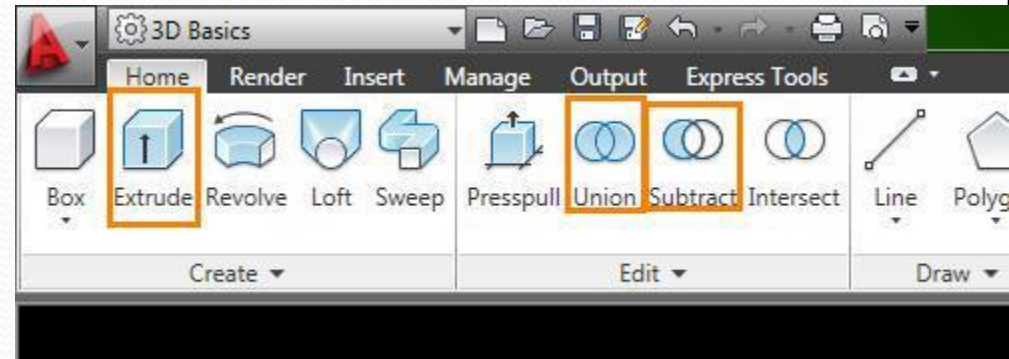 3D Basics
Home Render Insert Manage Output Express Tools
Box Extrude Revolve Loft Sweep Presspull Union Subtract Intersect Line Polyg
Create Edit Draw